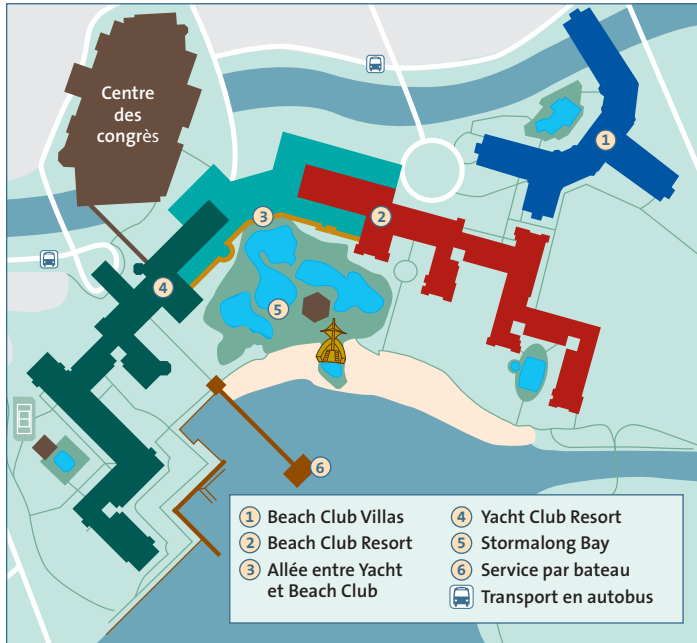 Centre
des
congrès
1
2
3
4
5
6
1 Beach Club Villas
2 Beach Club Resort
3 Allée entre Yacht
et Beach Club
4 Yacht Club Resort
5 Stormalong Bay
6 Service par bateau
Transport en autobus